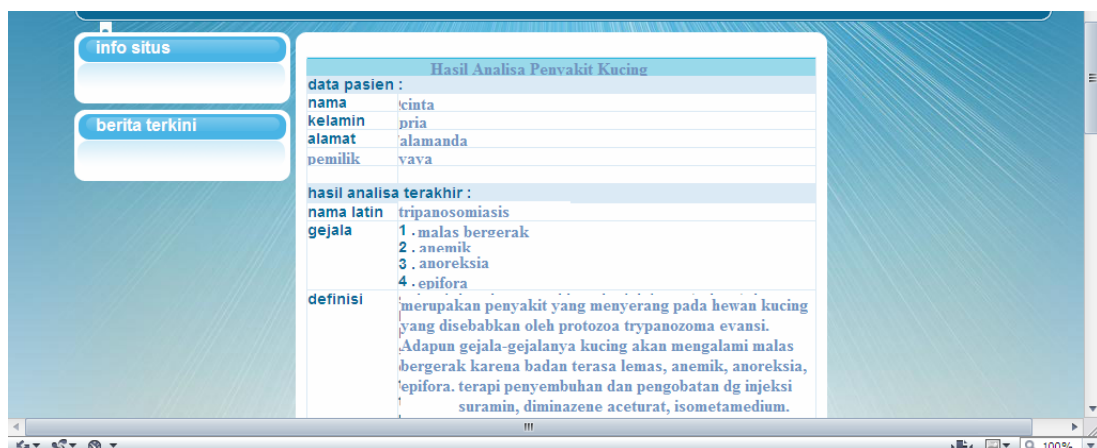 info situs
berita terkini
Hasil Analisa Penyakit Kucing
data pasien :
nama cinta
kelamin pria
alamat alamanda
pemilik vava
hasil analisa terakhir :
nama latin tripanosomiasis
gejala 1 . malas bergerak
2 . anemik
3 . anoreksia
4 . epifora
definisi merupakan penyakit yang menyerang pada hewan kucing
yang disebabkan oleh protozoa trypanozoma evansi.
Adapun gejala-gejalanya kucing akan mengalami malas
bergerak karena badan terasa lemas, anemik, anoreksia,
epifora. terapi penyembuhan dan pengobatan dg injeksi
suramin, diminazene aceturat, isometamedium.
100%